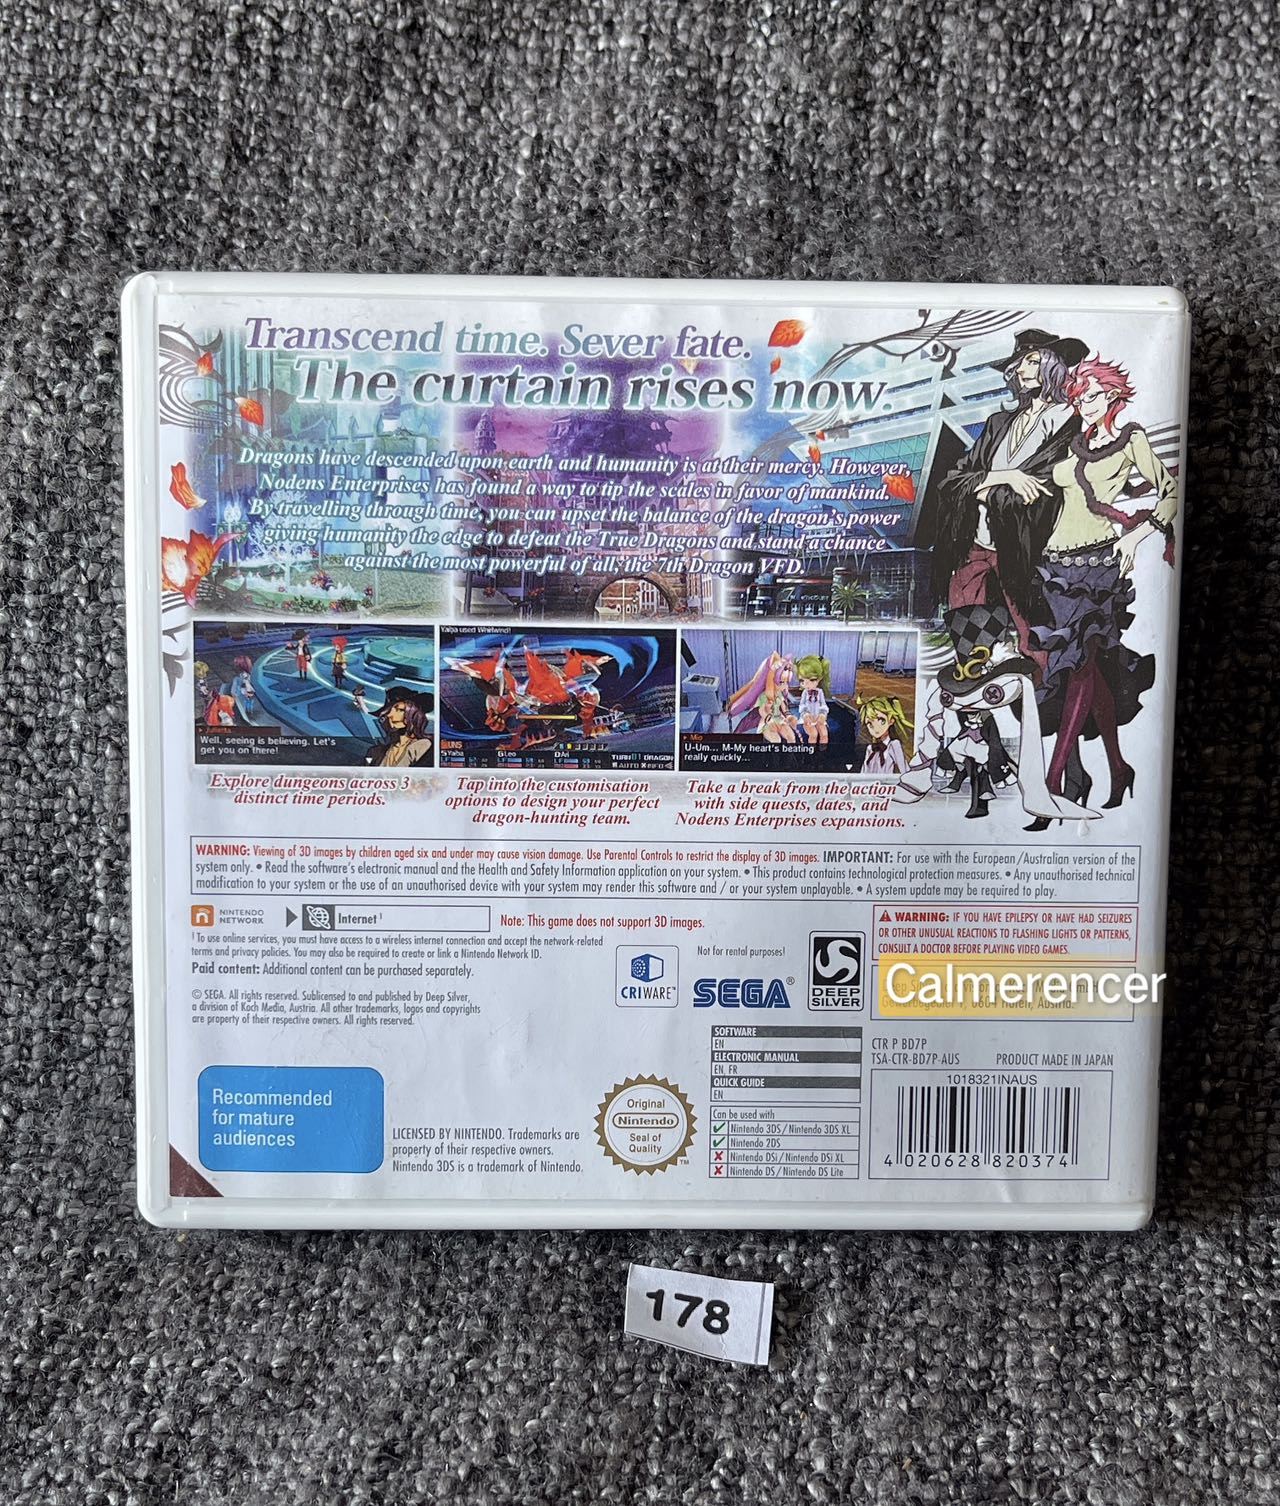 Transcend time. Sever fate.
The curtain rises now.
Dragons have descended upon earth and humanity is at their mercy. However,
Nodens Enterprises has found a way to tip the scales in favor of mankind.
By travelling through time, you can upset the balance of the dragon's power
giving humanity the edge to defeat the True Dragons and stand a chance
against the most powerful of all, the 7th Dragon VFD.
Julietta
Well, seeing is believing. Let's
get you on there!
Yaiba used Whirlwind!
Yaiba
Leo
Ari
TURN 01 DRAGON
AUTO
INFO
Mio
U-Um... M-My heart's beating
really quickly...
Explore dungeons across 3
distinct time periods.
Tap into the customisation
options to design your perfect
dragon-hunting team.
Take a break from the action
with side quests, dates, and
Nodens Enterprises expansions.
WARNING: Viewing of 3D images by children aged six and under may cause vision damage. Use Parental Controls to restrict the display of 3D images. IMPORTANT: For use with the European/Australian version of the
system only. • Read the software's electronic manual and the Health and Safety Information application on your system. • This product contains technological protection measures. • Any unauthorised technical
modification to your system or the use of an unauthorised device with your system may render this software and / or your system unplayable. • A system update may be required to play.
NINTENDO
NETWORK
Internet¹
Note: This game does not support 3D images.
WARNING: IF YOU HAVE EPILEPSY OR HAVE HAD SEIZURES
OR OTHER UNUSUAL REACTIONS TO FLASHING LIGHTS OR PATTERNS,
CONSULT A DOCTOR BEFORE PLAYING VIDEO GAMES.
¹ To use online services, you must have access to a wireless internet connection and accept the network-related
terms and privacy policies. You may also be required to create or link a Nintendo Network ID.
Paid content: Additional content can be purchased separately.
© SEGA. All rights reserved. Sublicensed to and published by Deep Silver,
a division of Koch Media, Austria. All other trademarks, logos and copyrights
are property of their respective owners. All rights reserved.
CRIWARE™
Not for rental purposes!
SEGA®
DEEP
SILVER
Calmerencer
Austria.
SOFTWARE
EN
ELECTRONIC MANUAL
EN, FR
QUICK GUIDE
EN
Can be used with
Nintendo 3DS / Nintendo 3DS XL
Nintendo 2DS
Nintendo DSi / Nintendo DSi XL
Nintendo DS / Nintendo DS Lite
CTR P BD7P
TSA-CTR-BD7P-AUS
PRODUCT MADE IN JAPAN
1018321INAUS
4 020628 820374
Recommended
for mature
audiences
LICENSED BY NINTENDO. Trademarks are
property of their respective owners.
Nintendo 3DS is a trademark of Nintendo.
Original
Nintendo
Seal of
Quality
™
178